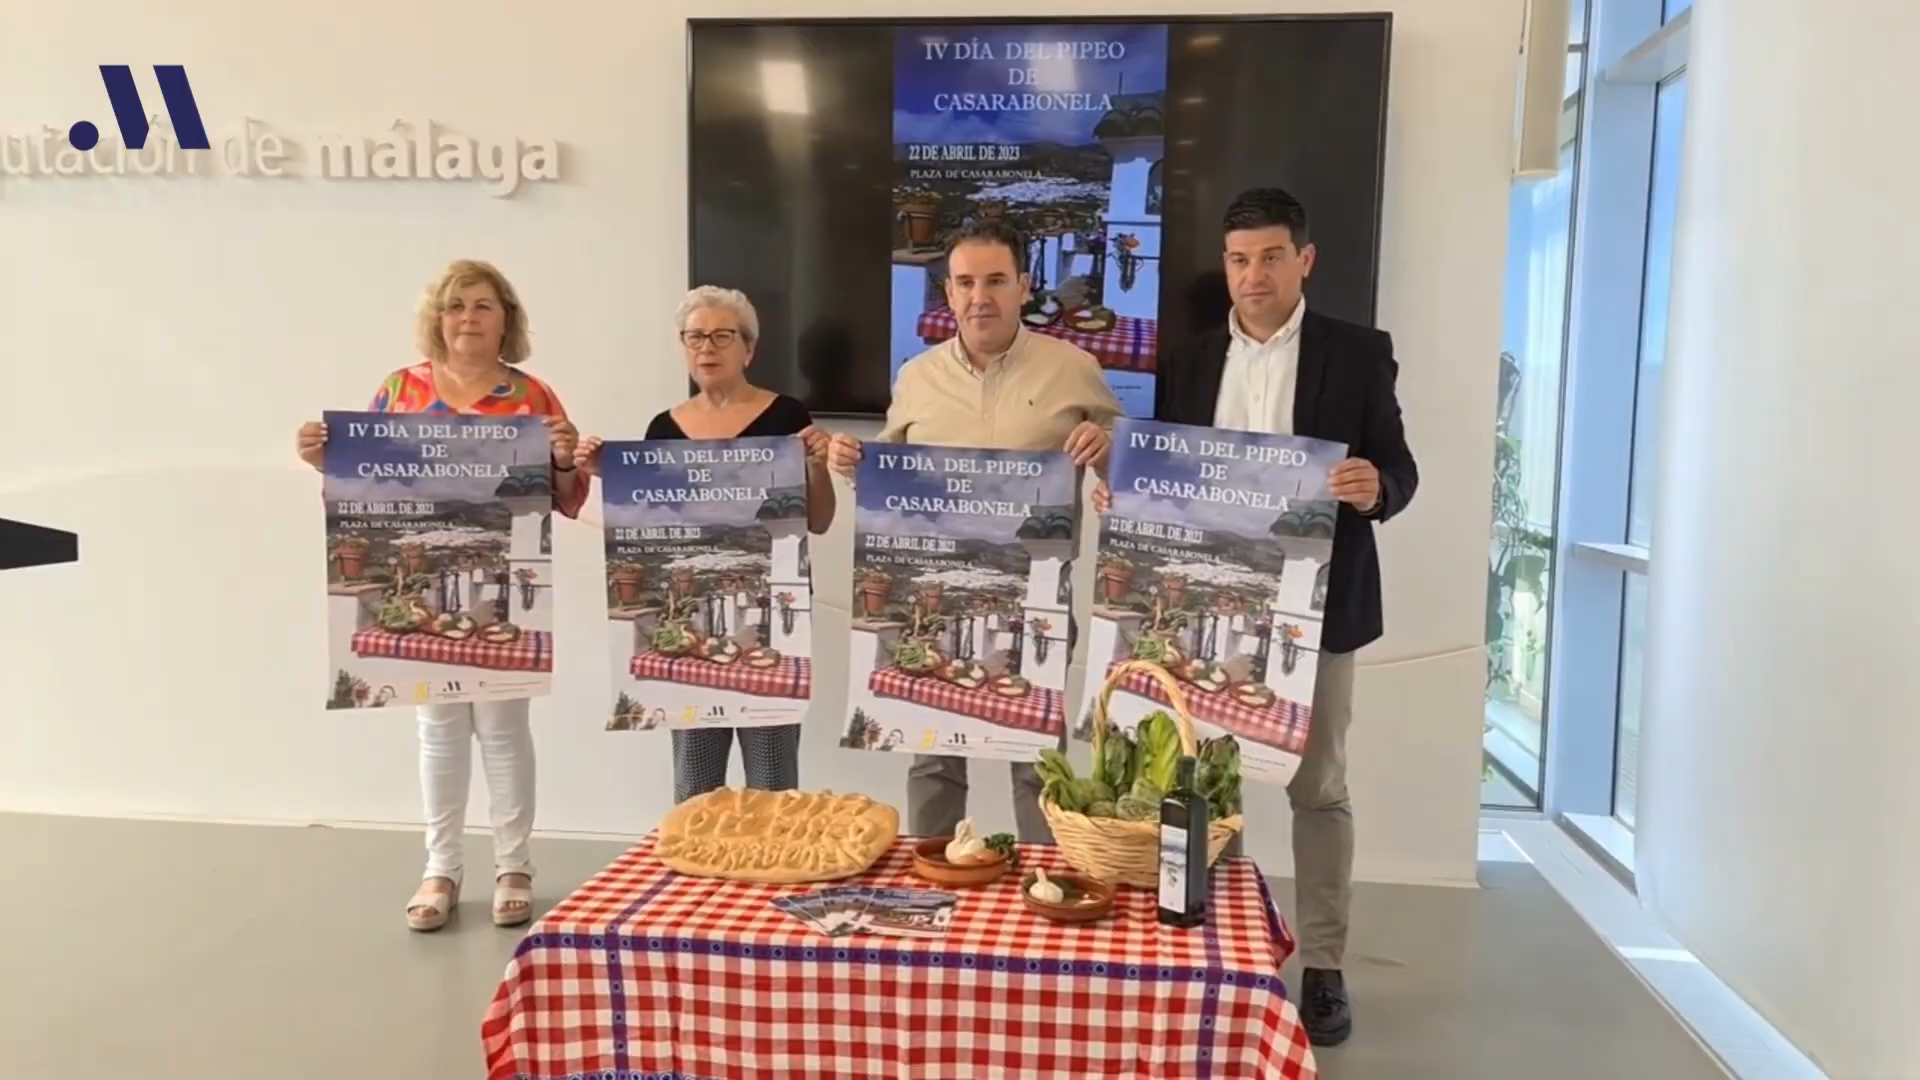 utación de málaga
IV DÍA DEL PIPEO
DE
CASARABONELA
22 DE ABRIL DE 2023
PLAZA DE CASARABONELA
IV DÍA DEL PIPEO
DE
CASARABONELA
22 DE ABRIL DE 2023
PLAZA DE CASARABONELA
IV DÍA DEL PIPEO
DE
CASARABONELA
22 DE ABRIL DE 2023
PLAZA DE CASARABONELA
IV DÍA DEL PIPEO
DE
CASARABONELA
22 DE ABRIL DE 2023
PLAZA DE CASARABONELA
IV DÍA DEL PIPEO
DE
CASARABONELA
22 DE ABRIL DE 2023
PLAZA DE CASARABONELA